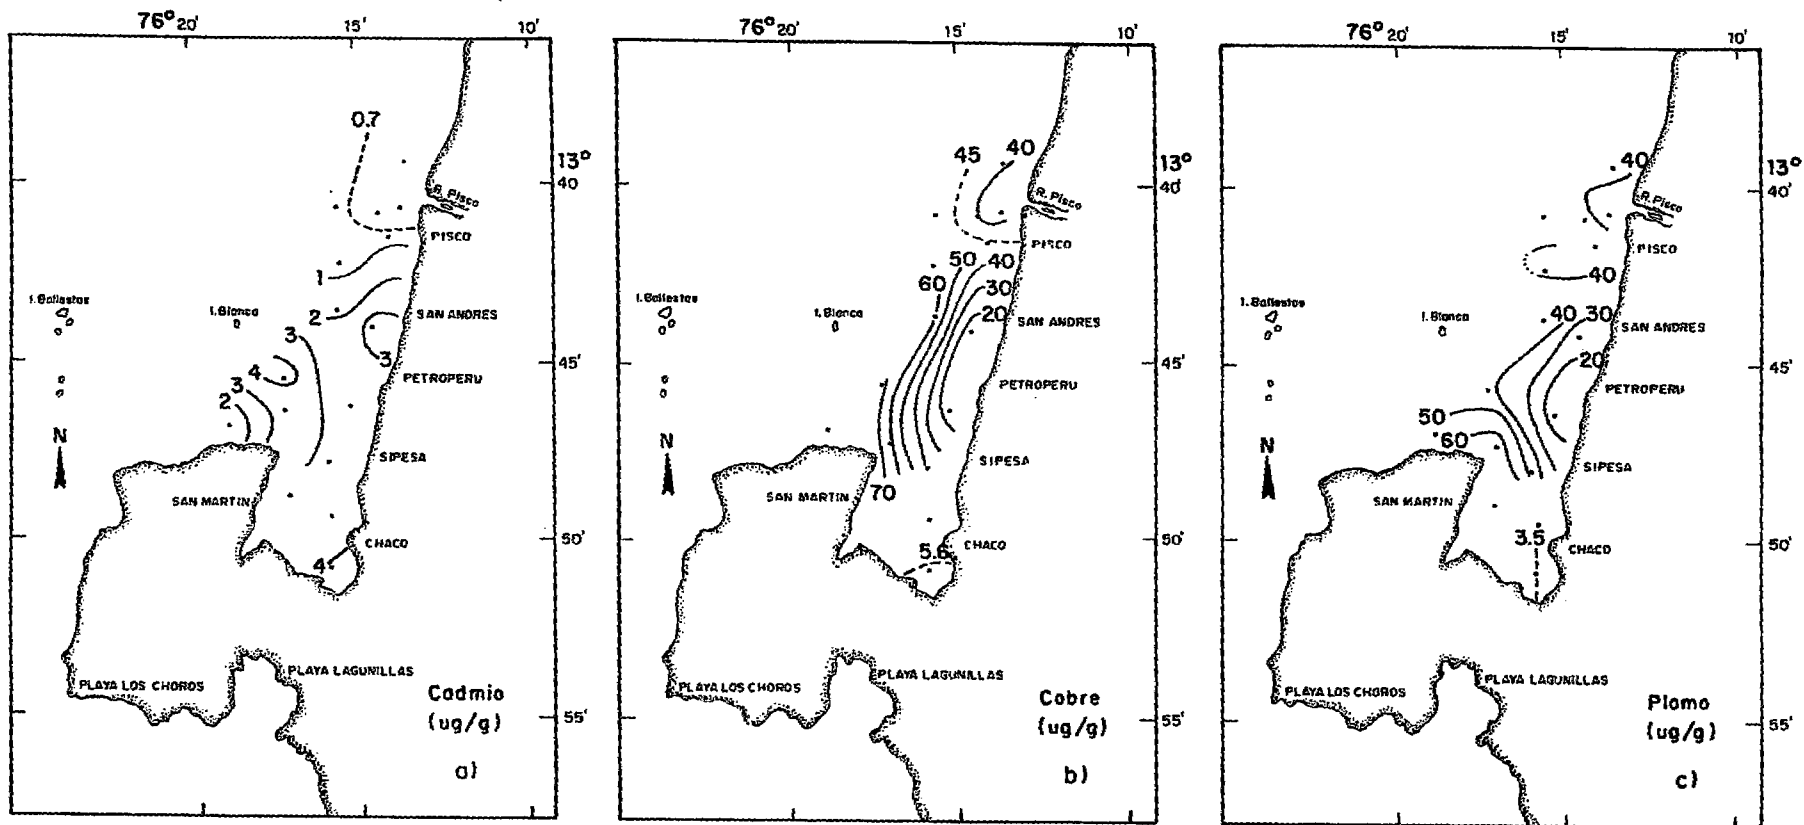 76° 20' 15' 10'
0.7
13°
40'
R. Pisco
PISCO
1
2
I. Ballestas
I. Blanca
SAN ANDRES
3
4
3
3
2
45'
PETROPERU
N
SIPESA
SAN MARTIN
50'
CHACO
4
PLAYA LAGUNILLAS
PLAYA LOS CHOROS
Cadmio
(ug/g)
55'
a)
76° 20' 15' 10'
45
40
13°
40'
R. Pisco
PISCO
50
40
60
30
20
I. Ballestas
I. Blanca
SAN ANDRES
45'
PETROPERU
N
SIPESA
SAN MARTIN
70
50'
5.6
CHACO
PLAYA LAGUNILLAS
PLAYA LOS CHOROS
Cobre
(ug/g)
55'
b)
76° 20' 15' 10'
40
13°
40'
R. Pisco
PISCO
40
I. Ballestas
I. Blanca
40
30
SAN ANDRES
20
45'
PETROPERU
50
60
N
SIPESA
SAN MARTIN
3.5
50'
CHACO
PLAYA LAGUNILLAS
PLAYA LOS CHOROS
Plomo
(ug/g)
55'
c)